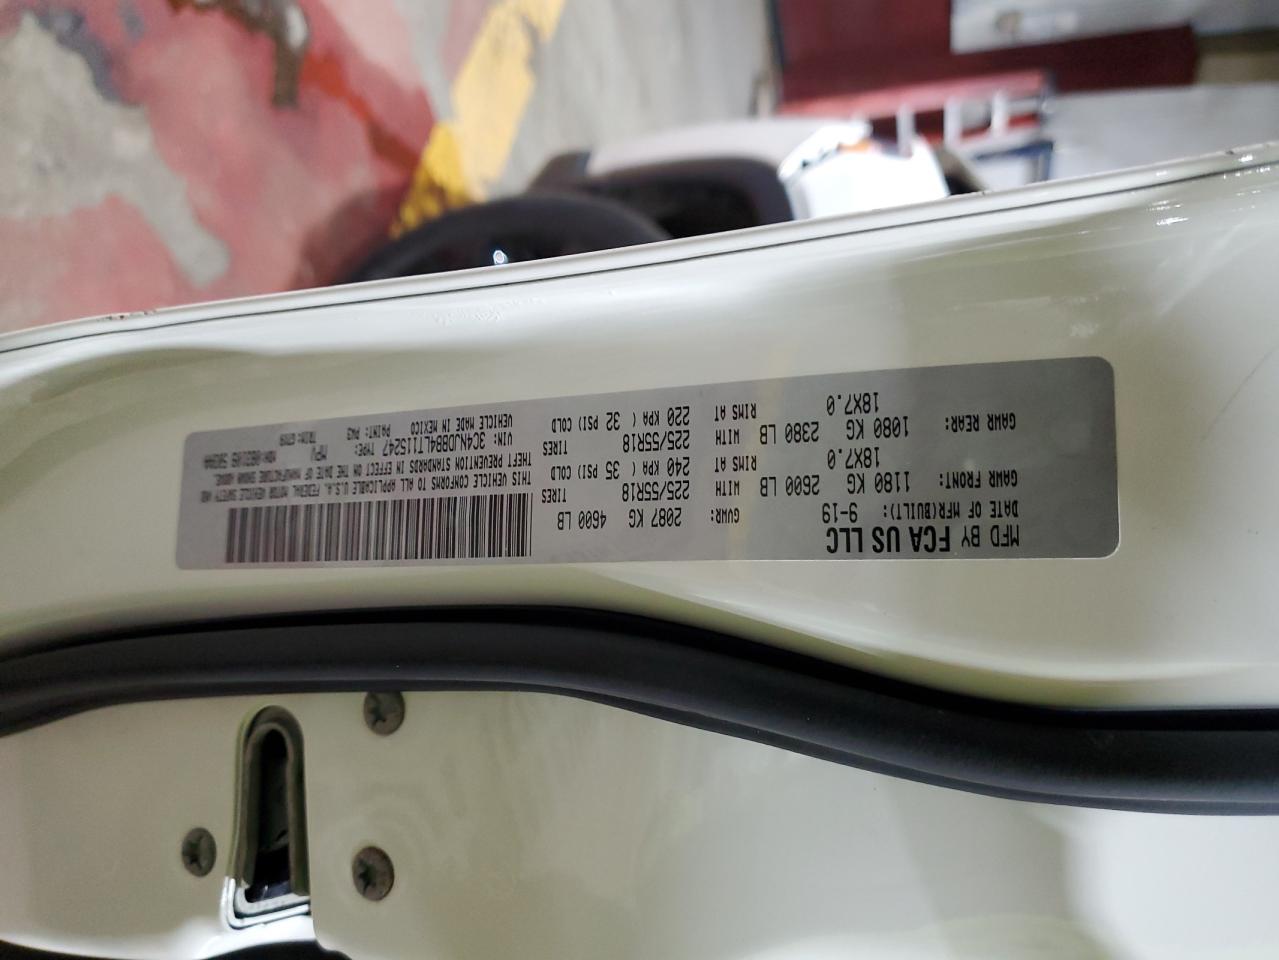 MFD BY FCA US LLC
DATE OF MFR(BUILT): 9-19 GVWR: 2087 KG 4600 LB
GAWR FRONT: 1180 KG 2600 LB WITH 225/55R18 TIRES
18X7.0 RIMS AT 240 KPA ( 35 PSI) COLD
GAWR REAR: 1080 KG 2380 LB WITH 225/55R18 TIRES
18X7.0 RIMS AT 220 KPA ( 32 PSI) COLD
THIS VEHICLE CONFORMS TO ALL APPLICABLE U.S.A. FEDERAL MOTOR VEHICLE SAFETY AND
THEFT PREVENTION STANDARDS IN EFFECT ON THE DATE OF MANUFACTURE SHOWN ABOVE.
VIN: 3C4NJDBB4LT115247 TYPE: MPV
VEHICLE MADE IN MEXICO PAINT: PW3